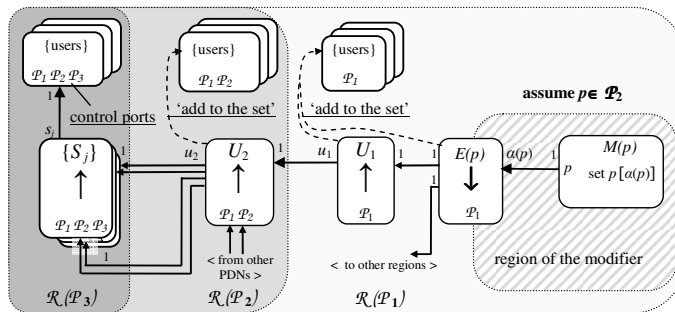 {users}
𝒫1 𝒫2 𝒫3
{users}
𝒫1 𝒫2
{users}
𝒫1
assume p∈ 𝒫2
1
control ports
'add to the set'
'add to the set'
sj
{Sj}
𝒫1 𝒫2 𝒫3
1
u2
1
U2
𝒫1 𝒫2
1
u1
U1
𝒫1
1
1
1
E(p)
𝒫1
α(p)
1
p
M(p)
set p [α(p)]
< from other
PDNs >
< to other regions >
region of the modifier
ℛ(𝒫3)
ℛ(𝒫2)
ℛ(𝒫1)